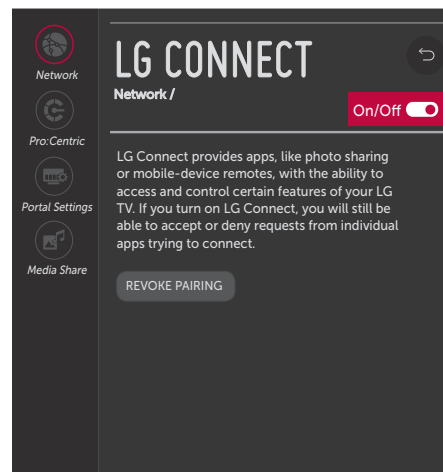 Network
Pro:Centric
Portal Settings
Media Share
LG CONNECT
Network /
On/Off
LG Connect provides apps, like photo sharing
or mobile-device remotes, with the ability to
access and control certain features of your LG
TV. If you turn on LG Connect, you will still be
able to accept or deny requests from individual
apps trying to connect.
REVOKE PAIRING